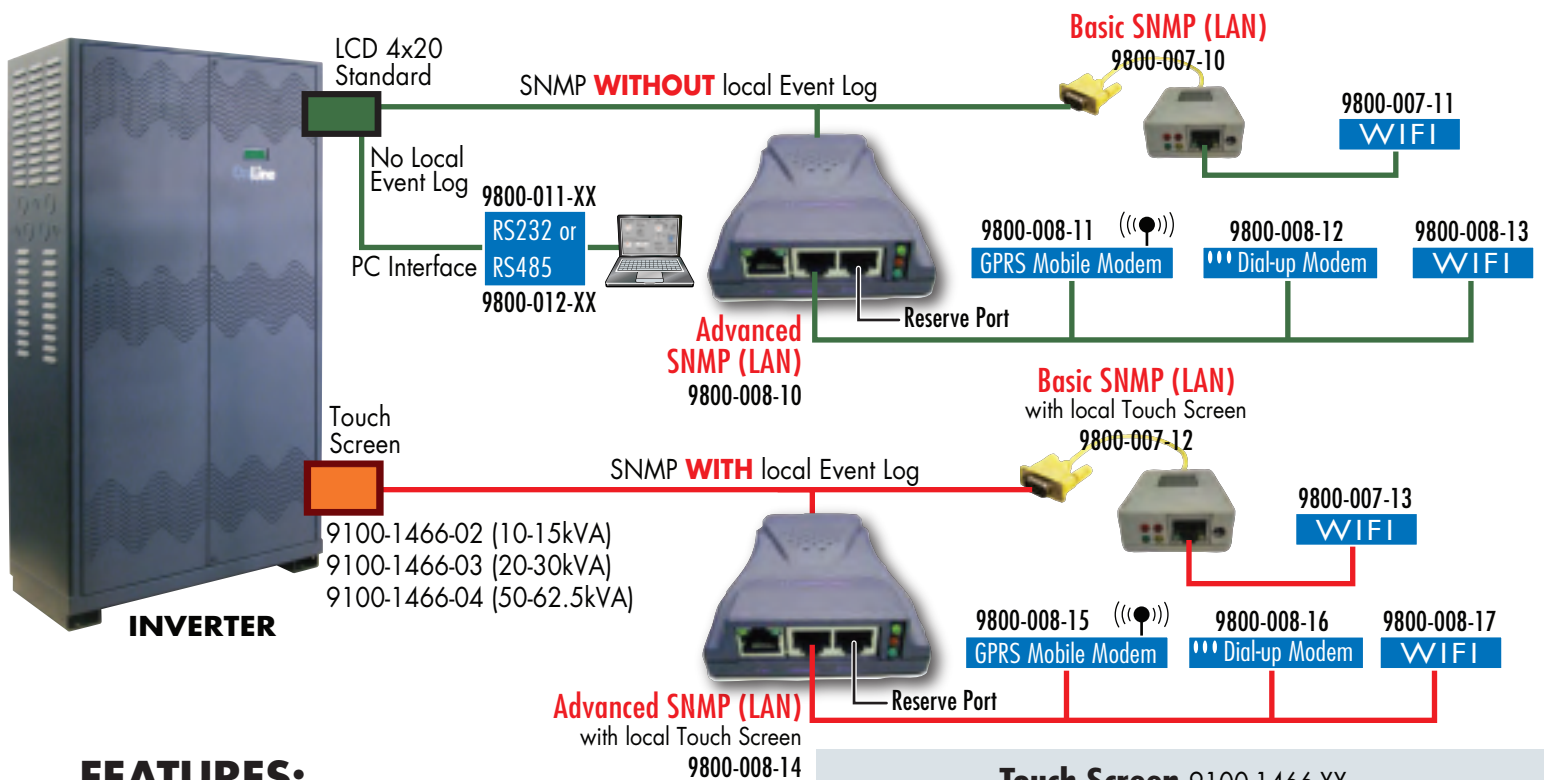 LCD 4x20
Standard
SNMP WITHOUT local Event Log
Basic SNMP (LAN)
9800-007-10
9800-007-11
WIFI
No Local
Event Log
9800-011-XX
RS232 or
RS485
PC Interface
9800-012-XX
9800-008-11
GPRS Mobile Modem
9800-008-12
Dial-up Modem
9800-008-13
WIFI
Reserve Port
Advanced
SNMP (LAN)
9800-008-10
Touch
Screen
SNMP WITH local Event Log
Basic SNMP (LAN)
with local Touch Screen
9800-007-12
9800-007-13
WIFI
9100-1466-02 (10-15kVA)
9100-1466-03 (20-30kVA)
9100-1466-04 (50-62.5kVA)
INVERTER
9800-008-15
GPRS Mobile Modem
9800-008-16
Dial-up Modem
9800-008-17
WIFI
Reserve Port
Advanced SNMP (LAN)
with local Touch Screen
9800-008-14
FEATURES:
Touch Screen 9100-1466-XX